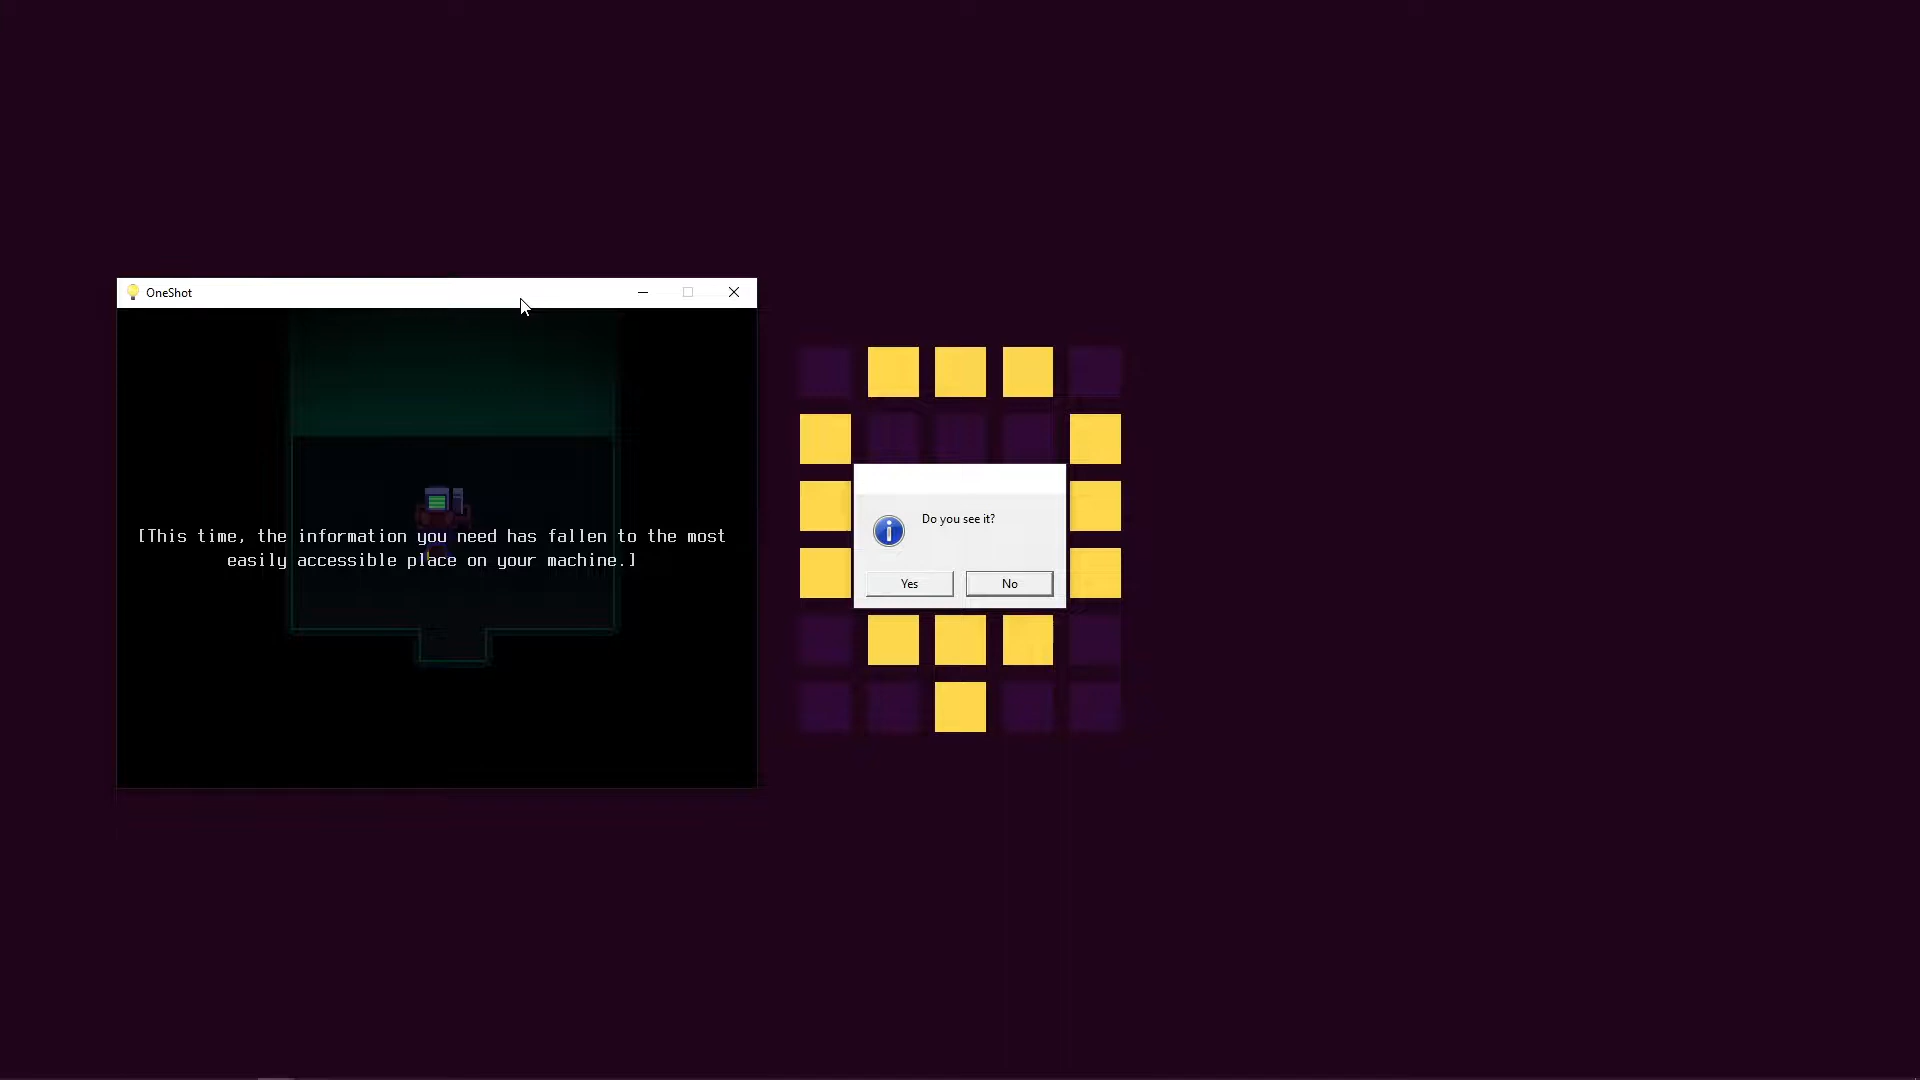 OneShot
[This time, the information you need has fallen to the most
easily accessible place on your machine.]
Do you see it?
Yes
No